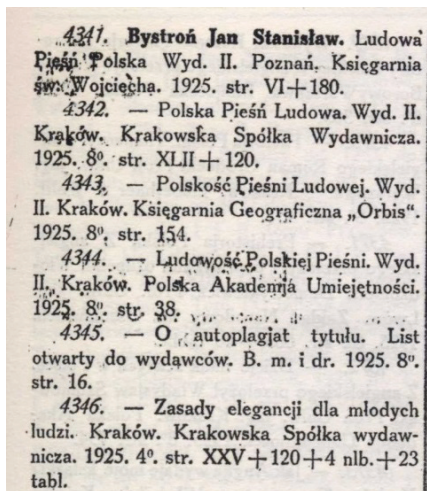 4341. Bystroń Jan Stanisław. Ludowa
Pieśń Polska Wyd. II. Poznań. Księgarnia
św. Wojciecha. 1925. str. VI+180.
4342. — Polska Pieśń Ludowa. Wyd. II.
Kraków. Krakowska Spółka Wydawnicza.
1925. 8⁰. str. XLII+120.
4343. — Polskość Pieśni Ludowej. Wyd.
II. Kraków. Księgarnia Geograficzna „Orbis".
1925. 8⁰. str. 154.
4344. — Ludowość Polskiej Pieśni. Wyd.
II. Kraków. Polska Akademja Umiejętności.
1925. 8⁰. str. 38.
4345. — O autoplagjat tytułu. List
otwarty do wydawców. B. m. i dr. 1925. 8⁰.
str. 16.
4346. — Zasady elegancji dla młodych
ludzi. Kraków. Krakowska Spółka wydaw-
nicza. 1925. 4⁰. str. XXV+120+4 nlb.+23
tabl.